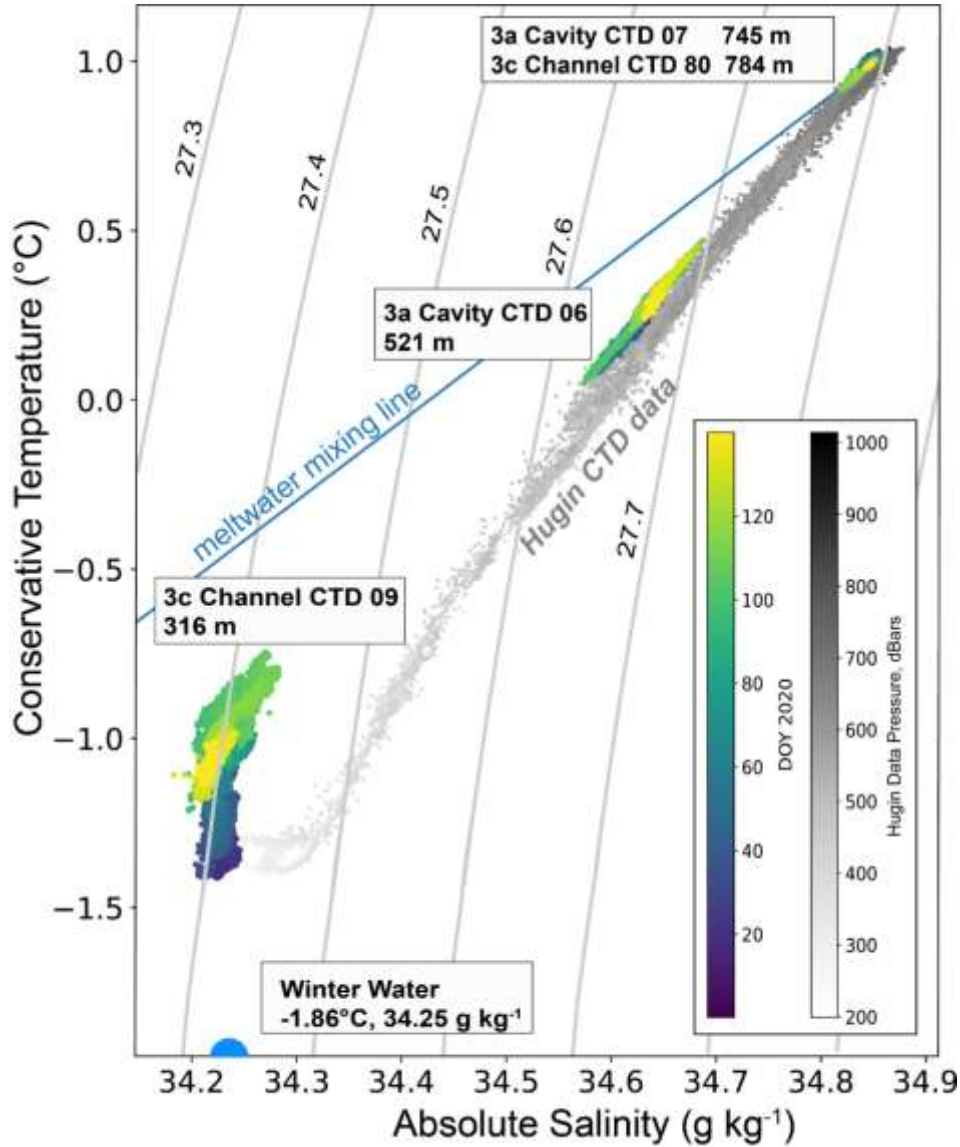 3a Cavity CTD 07 745 m
3c Channel CTD 80 784 m
27.3
27.4
27.5
27.6
3a Cavity CTD 06
521 m
meltwater mixing line
Hugin CTD data
27.7
3c Channel CTD 09
316 m
Winter Water
-1.86°C, 34.25 g kg⁻¹
Conservative Temperature (°C)
1.0
0.5
0.0
−0.5
−1.0
−1.5
34.2
34.3
34.4
34.5
34.6
34.7
34.8
34.9
Absolute Salinity (g kg⁻¹)
120
100
80
60
40
20
DOY 2020
1000
900
800
700
600
500
400
300
200
Hugin Data Pressure, dBars